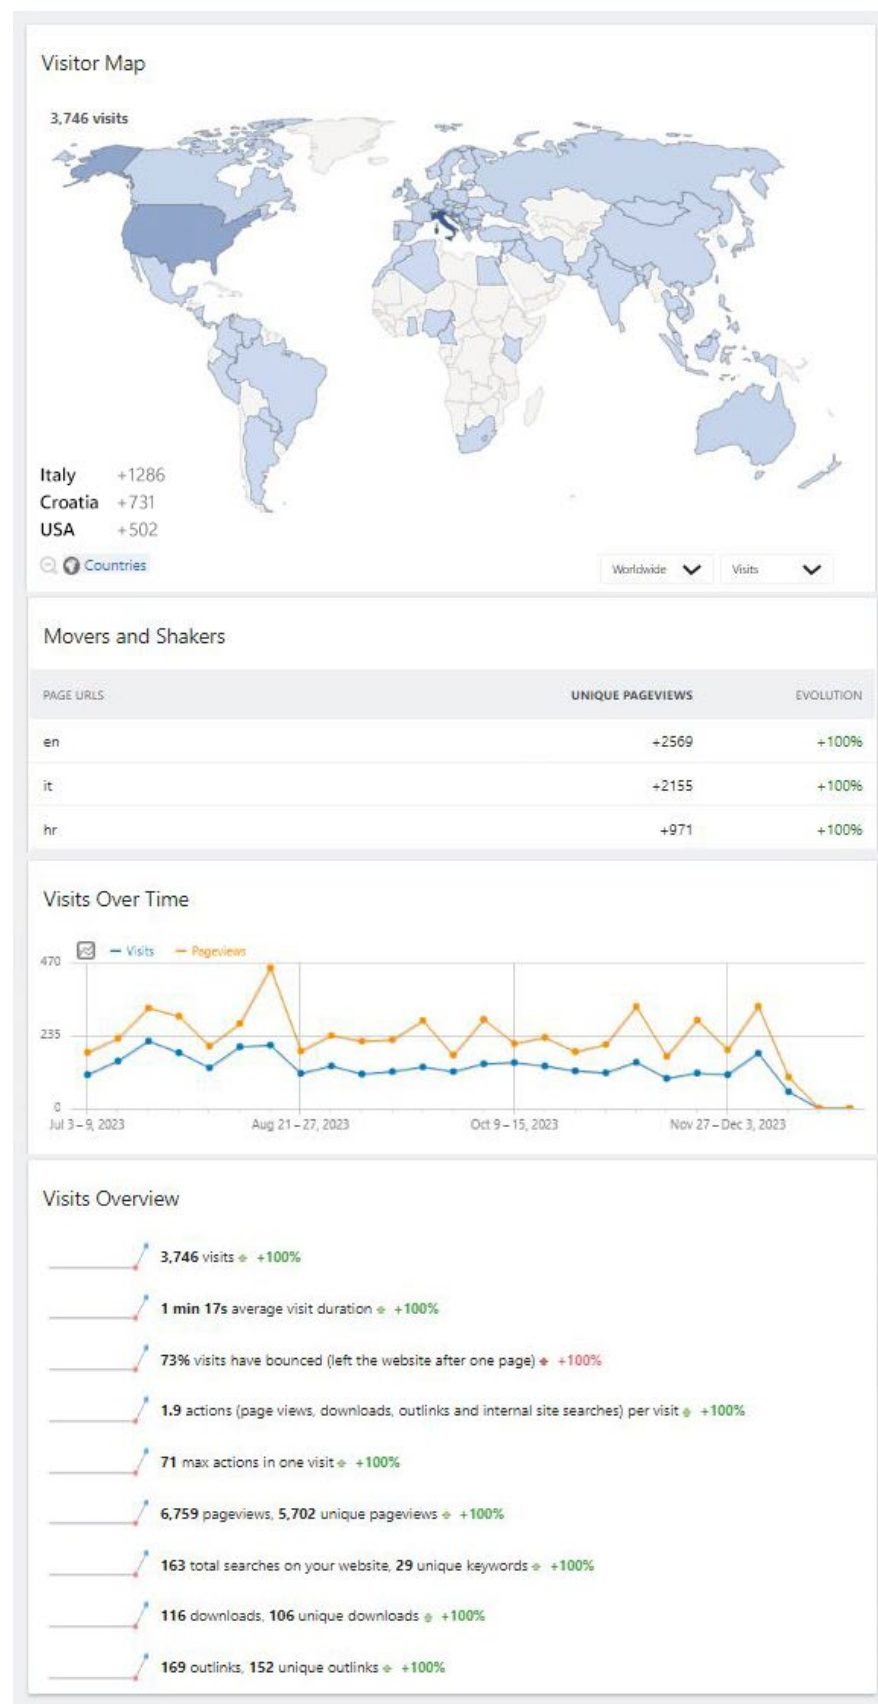 Visitor Map
3,746 visits
Italy +1286
Croatia +731
USA +502
Countries
Worldwide Visits
Movers and Shakers
PAGE URLS UNIQUE PAGEVIEWS EVOLUTION
en +2569 +100%
it +2155 +100%
hr +971 +100%
Visits Over Time
Visits Pageviews
470
235
0
Jul 3–9, 2023 Aug 21–27, 2023 Oct 9–15, 2023 Nov 27–Dec 3, 2023
Visits Overview
3,746 visits +100%
1 min 17s average visit duration +100%
73% visits have bounced (left the website after one page) +100%
1.9 actions (page views, downloads, outlinks and internal site searches) per visit +100%
71 max actions in one visit +100%
6,759 pageviews, 5,702 unique pageviews +100%
163 total searches on your website, 29 unique keywords +100%
116 downloads, 106 unique downloads +100%
169 outlinks, 152 unique outlinks +100%